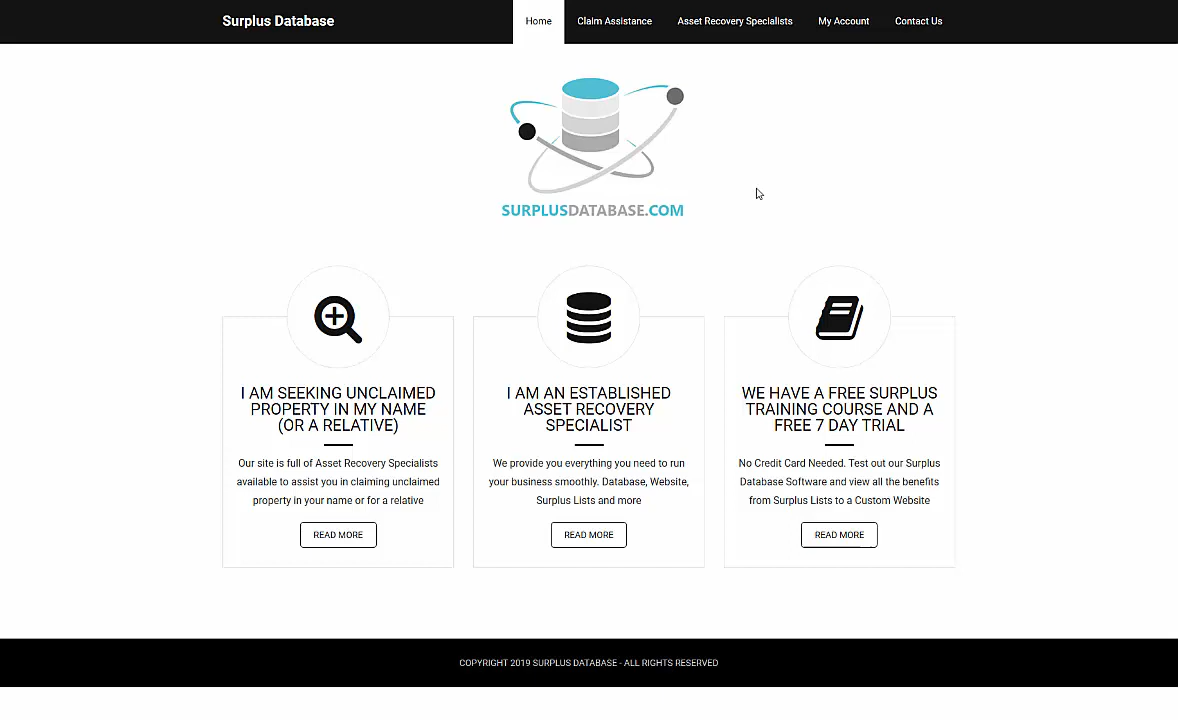 Surplus Database
Home
Claim Assistance
Asset Recovery Specialists
My Account
Contact Us
SURPLUSDATABASE.COM
I AM SEEKING UNCLAIMED
PROPERTY IN MY NAME
(OR A RELATIVE)
Our site is full of Asset Recovery Specialists
available to assist you in claiming unclaimed
property in your name or for a relative
READ MORE
I AM AN ESTABLISHED
ASSET RECOVERY
SPECIALIST
We provide you everything you need to run
your business smoothly. Database, Website,
Surplus Lists and more
READ MORE
WE HAVE A FREE SURPLUS
TRAINING COURSE AND A
FREE 7 DAY TRIAL
No Credit Card Needed. Test out our Surplus
Database Software and view all the benefits
from Surplus Lists to a Custom Website
READ MORE
COPYRIGHT 2019 SURPLUS DATABASE - ALL RIGHTS RESERVED